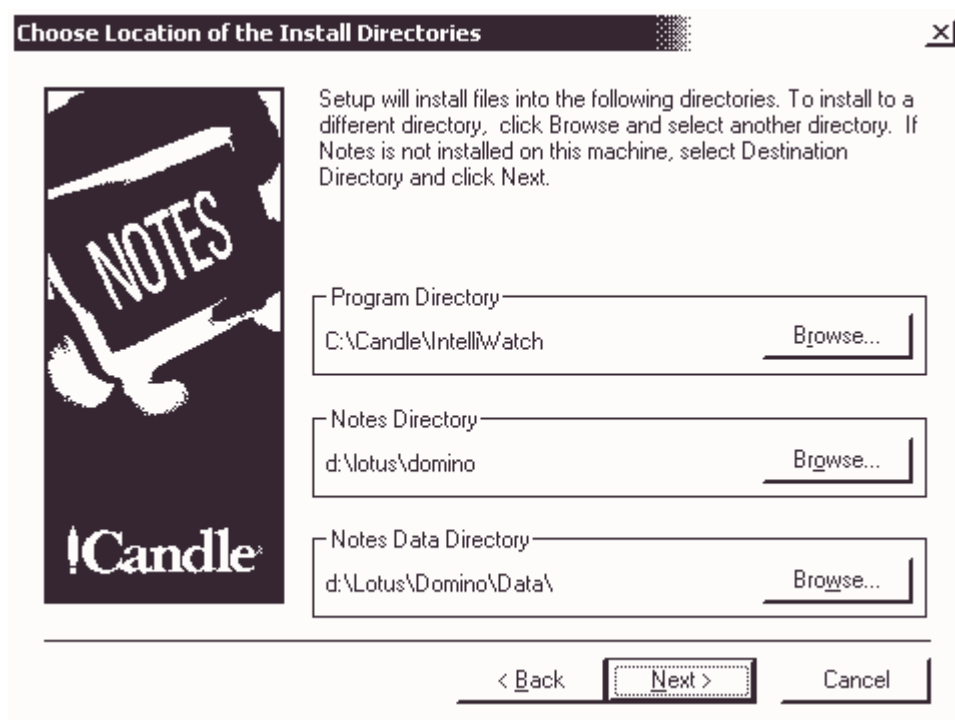 Choose Location of the Install Directories
Setup will install files into the following directories. To install to a
different directory,  click Browse and select another directory.  If
Notes is not installed on this machine, select Destination
Directory and click Next.
NOTES
Program Directory
C:\Candle\IntelliWatch
Browse...
Notes Directory
d:\lotus\domino
Browse...
Notes Data Directory
d:\Lotus\Domino\Data\
Browse...
!Candle
< Back
Next >
Cancel